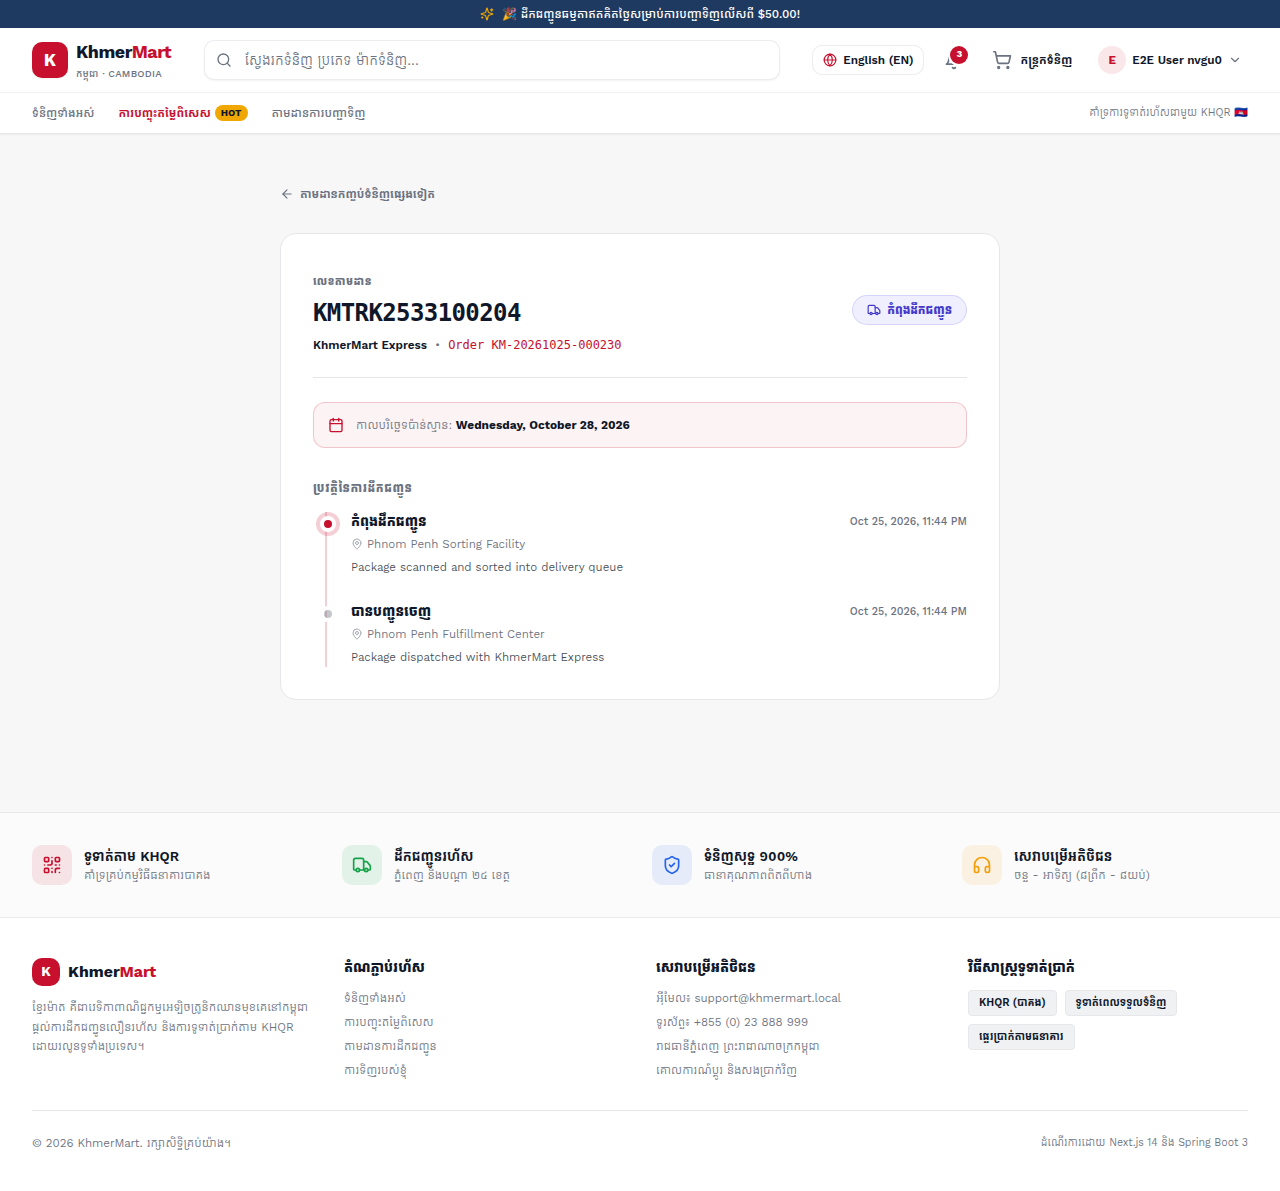 🎉 ដឹកជញ្ជូនធម្មតាឥតគិតថ្លៃសម្រាប់ការបញ្ជាទិញលើសពី $50.00!
K
KhmerMart
កម្ពុជា · CAMBODIA
ស្វែងរកទំនិញ ប្រភេទ ម៉ាកទំនិញ...
English (EN)
3
កន្ត្រកទំនិញ
E
E2E User nvgu0
ទំនិញទាំងអស់
ការបញ្ចុះតម្លៃពិសេស HOT
តាមដានការបញ្ជាទិញ
គាំទ្រការទូទាត់រហ័សជាមួយ KHQR 🇰🇭
តាមដានកញ្ចប់ទំនិញផ្សេងទៀត
លេខតាមដាន
KMTRK2533100204
កំពុងដឹកជញ្ជូន
KhmerMart Express • Order KM-20261025-000230
កាលបរិច្ឆេទប៉ាន់ស្មាន: Wednesday, October 28, 2026
ប្រវត្តិនៃការដឹកជញ្ជូន
កំពុងដឹកជញ្ជូន
Oct 25, 2026, 11:44 PM
Phnom Penh Sorting Facility
Package scanned and sorted into delivery queue
បានបញ្ជូនចេញ
Oct 25, 2026, 11:44 PM
Phnom Penh Fulfillment Center
Package dispatched with KhmerMart Express
ទូទាត់តាម KHQR
គាំទ្រគ្រប់កម្មវិធីធនាគារបាគង
ដឹកជញ្ជូនរហ័ស
ភ្នំពេញ និងបណ្តា ២៤ ខេត្ត
ទំនិញសុទ្ធ ១០០%
ធានាគុណភាពពិតពីហាង
សេវាបម្រើអតិថិជន
ចន្ទ - អាទិត្យ (៨ព្រឹក - ៨យប់)
K
KhmerMart
ខ្មែរម៉ាត គឺជាវេទិកាពាណិជ្ជកម្មអេឡិចត្រូនិកឈានមុខគេនៅកម្ពុជា
ផ្តល់ការដឹកជញ្ជូនលឿនរហ័ស និងការទូទាត់ប្រាក់តាម KHQR
ដោយរលូនទូទាំងប្រទេស។
តំណភ្ជាប់រហ័ស
ទំនិញទាំងអស់
ការបញ្ចុះតម្លៃពិសេស
តាមដានការដឹកជញ្ជូន
ការទិញរបស់ខ្ញុំ
សេវាបម្រើអតិថិជន
អ៊ីមែល៖ support@khmermart.local
ទូរស័ព្ទ៖ +855 (0) 23 888 999
រាជធានីភ្នំពេញ ព្រះរាជាណាចក្រកម្ពុជា
គោលការណ៍ប្តូរ និងសងប្រាក់វិញ
វិធីសាស្ត្រទូទាត់ប្រាក់
KHQR (បាគង)
ទូទាត់ពេលទទួលទំនិញ
ផ្ទេរប្រាក់តាមធនាគារ
© 2026 KhmerMart. រក្សាសិទ្ធិគ្រប់យ៉ាង។
ដំណើរការដោយ Next.js 14 និង Spring Boot 3